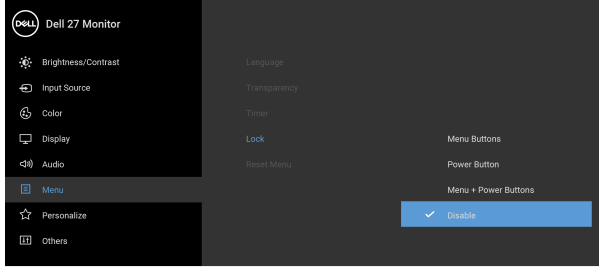 DELL
Dell 27 Monitor
Brightness/Contrast
Input Source
Color
Display
Audio
Menu
Personalize
Others
Language
Transparency
Timer
Lock
Reset Menu
Menu Buttons
Power Button
Menu + Power Buttons
Disable